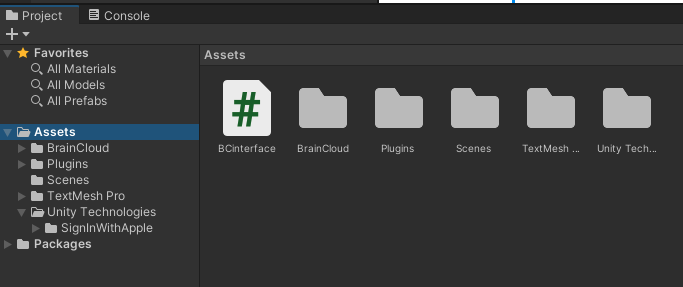 Project
Console
Favorites
All Materials
All Models
All Prefabs
Assets
BrainCloud
Plugins
Scenes
TextMesh Pro
Unity Technologies
SignInWithApple
Packages
Assets
#
BCinterface
BrainCloud
Plugins
Scenes
TextMesh ...
Unity Tech...